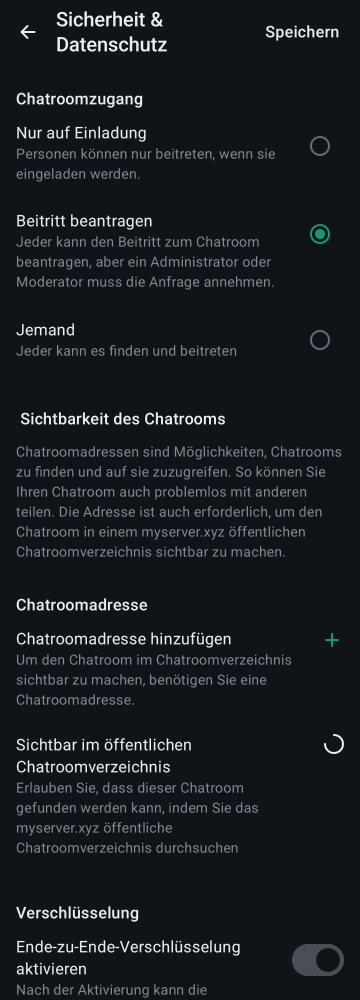 Sicherheit &
Datenschutz
Speichern
Chatroomzugang
Nur auf Einladung
Personen können nur beitreten, wenn sie
eingeladen werden.
Beitritt beantragen
Jeder kann den Beitritt zum Chatroom
beantragen, aber ein Administrator oder
Moderator muss die Anfrage annehmen.
Jemand
Jeder kann es finden und beitreten
Sichtbarkeit des Chatrooms
Chatroomadressen sind Möglichkeiten, Chatrooms
zu finden und auf sie zuzugreifen. So können Sie
Ihren Chatroom auch problemlos mit anderen
teilen. Die Adresse ist auch erforderlich, um den
Chatroom in einem myserver.xyz öffentlichen
Chatroomverzeichnis sichtbar zu machen.
Chatroomadresse
Chatroomadresse hinzufügen
Um den Chatroom im Chatroomverzeichnis
sichtbar zu machen, benötigen Sie eine
Chatroomadresse.
Sichtbar im öffentlichen
Chatroomverzeichnis
Erlauben Sie, dass dieser Chatroom
gefunden werden kann, indem Sie das
myserver.xyz öffentliche
Chatroomverzeichnis durchsuchen
Verschlüsselung
Ende-zu-Ende-Verschlüsselung
aktivieren
Nach der Aktivierung kann die